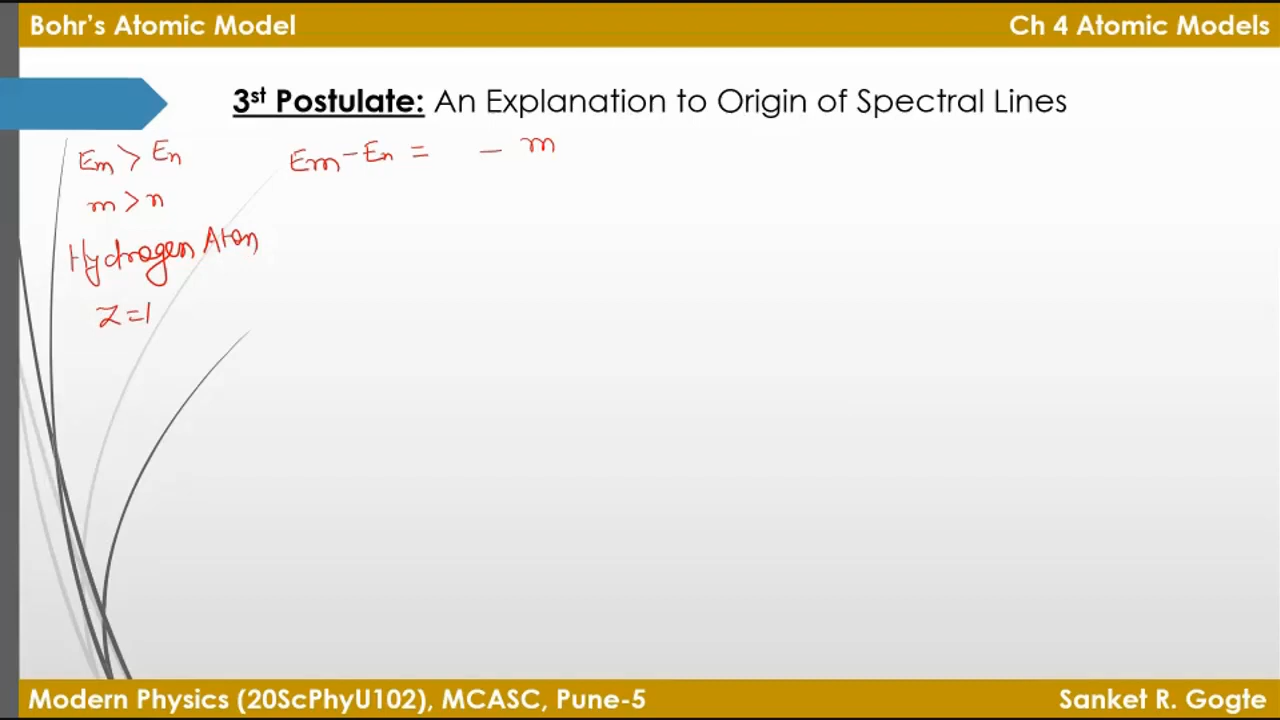 Bohr's Atomic Model
Ch 4 Atomic Models
3st Postulate: An Explanation to Origin of Spectral Lines
Em > En
Em - En = - m
m > n
Hydrogen Atom
Z=1
Modern Physics (20ScPhyU102), MCASC, Pune-5
Sanket R. Gogte